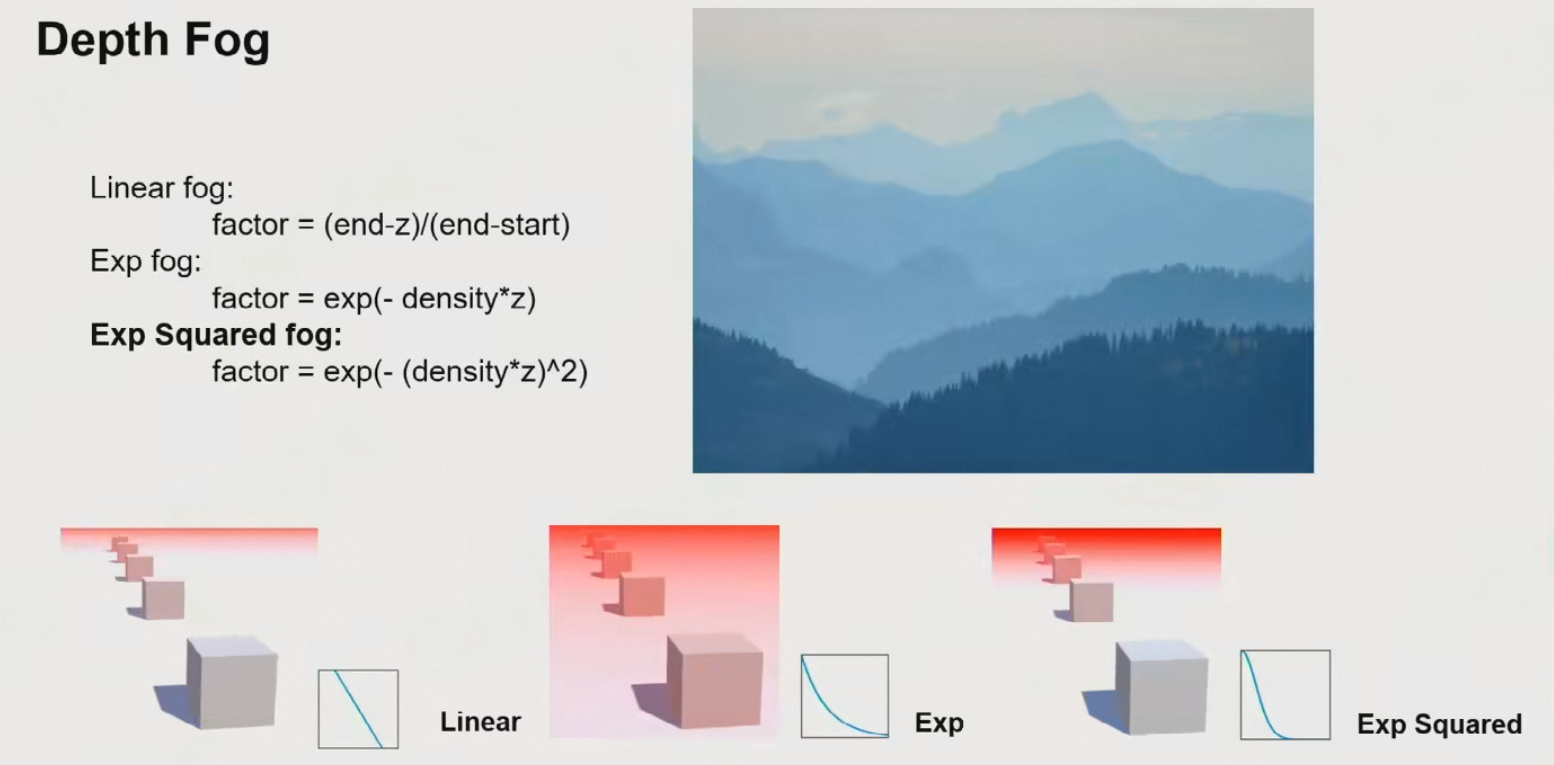 Depth Fog
Linear fog:
factor = (end-z)/(end-start)
Exp fog:
factor = exp(- density*z)
Exp Squared fog:
factor = exp(- (density*z)^2)
Linear
Exp
Exp Squared